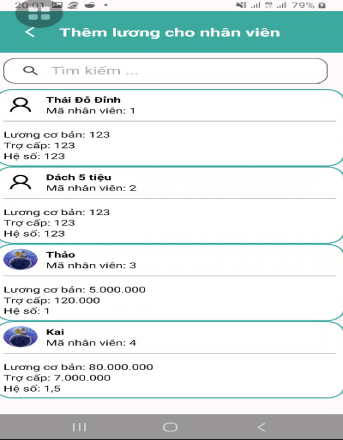 20:01
79%
Thêm lương cho nhân viên
Tìm kiếm ...
Thái Đô Đỉnh
Mã nhân viên: 1
Lương cơ bản: 123
Trợ cấp: 123
Hệ số: 123
Dách 5 tiệu
Mã nhân viên: 2
Lương cơ bản: 123
Trợ cấp: 123
Hệ số: 123
Thảo
Mã nhân viên: 3
Lương cơ bản: 5.000.000
Trợ cấp: 120.000
Hệ số: 1
Kai
Mã nhân viên: 4
Lương cơ bản: 80.000.000
Trợ cấp: 7.000.000
Hệ số: 1,5